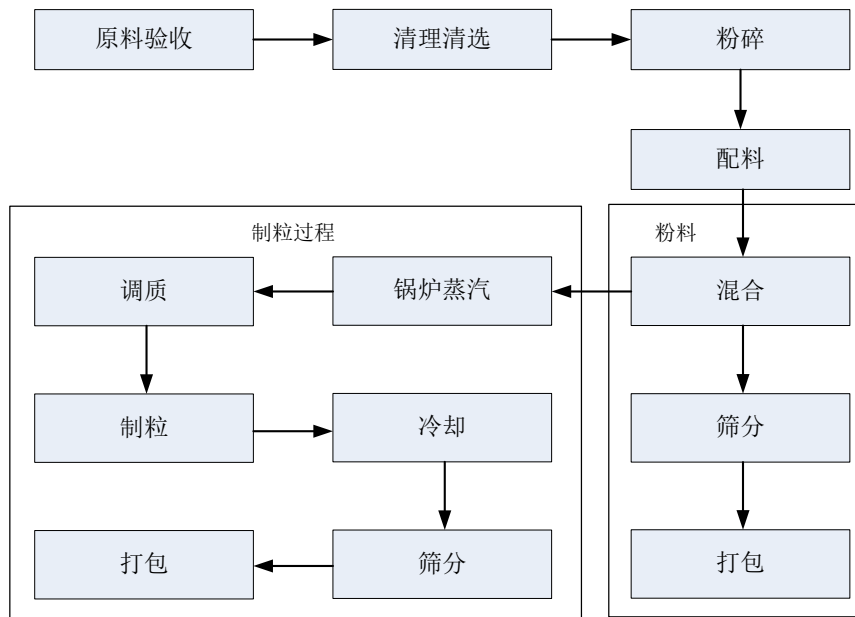 原料验收
清理清选
粉碎
配料
制粒过程
粉料
调质
锅炉蒸汽
混合
制粒
冷却
筛分
打包
筛分
打包